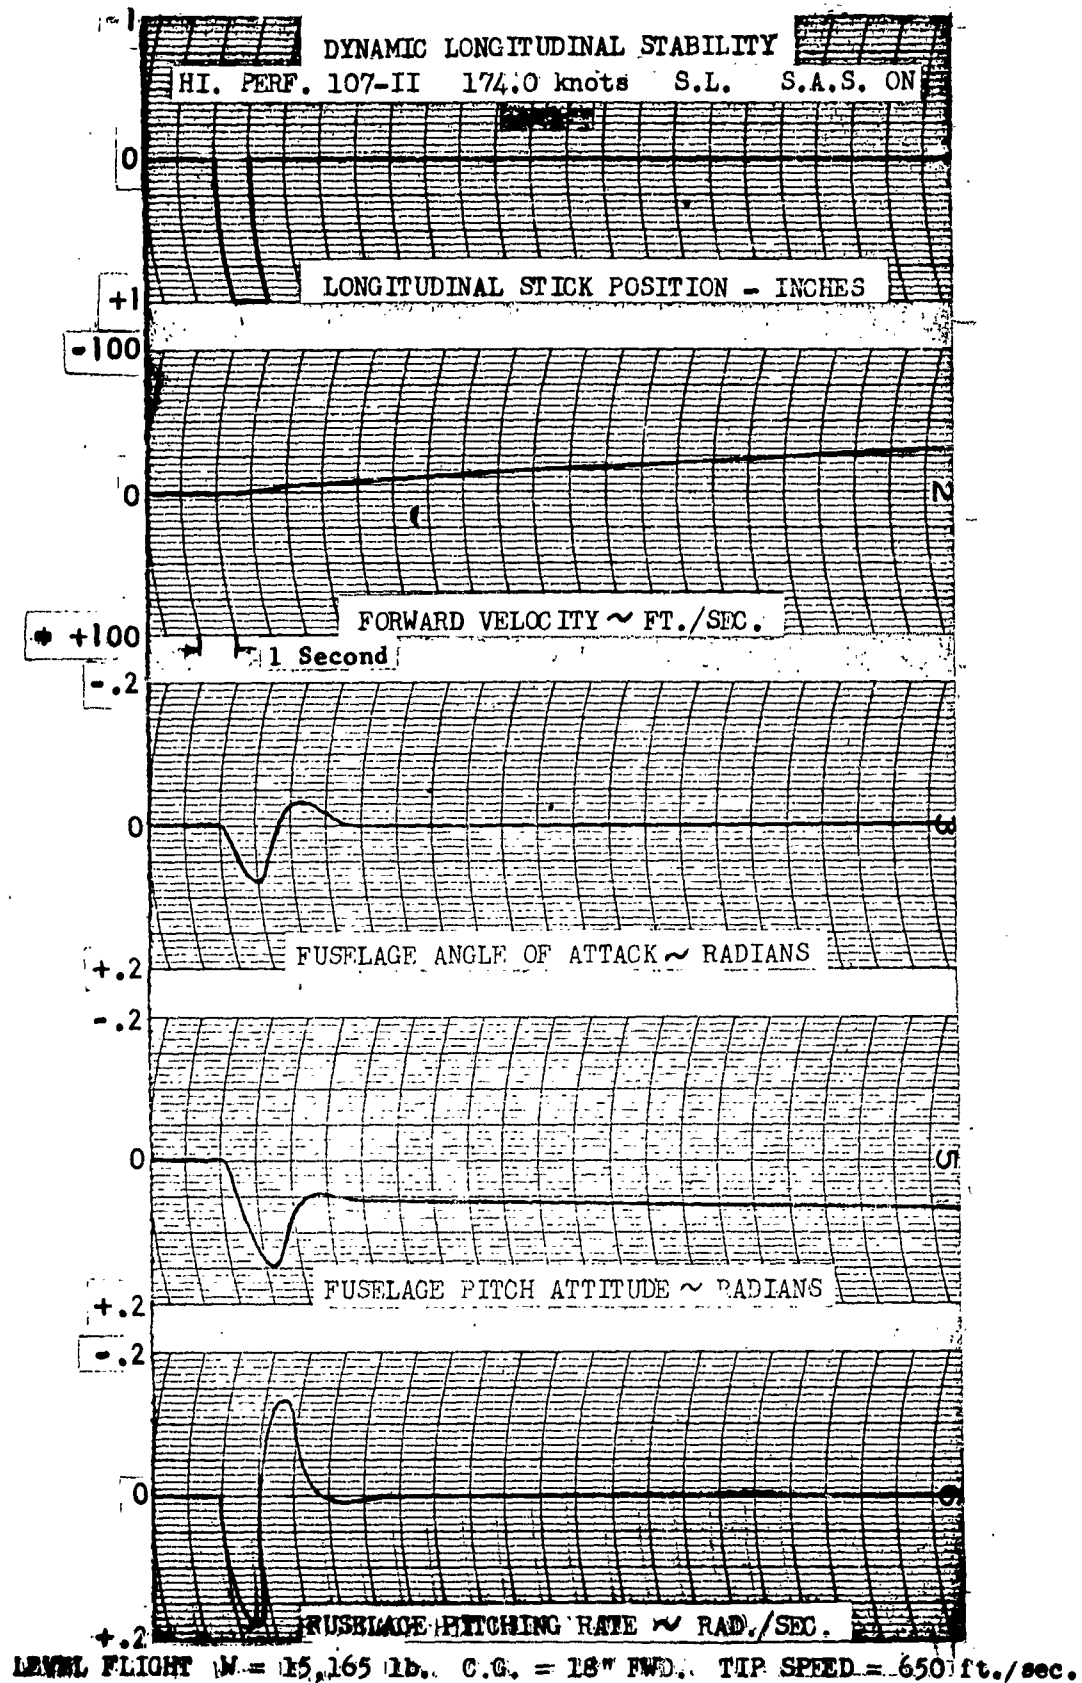 -1
DYNAMIC LONGITUDINAL STABILITY
HI. PERF. 107-II 174.0 knots S.L. S.A.S. ON
0
LONGITUDINAL STICK POSITION - INCHES
+1
-100
0
2
FORWARD VELOCITY ~ FT./SEC.
+100
1 Second
-.2
0
3
FUSELAGE ANGLE OF ATTACK ~ RADIANS
+.2
-.2
0
5
FUSELAGE PITCH ATTITUDE ~ RADIANS
+.2
-.2
0
6
FUSELAGE PITCHING RATE ~ RAD./SEC.
+.2
LEVEL FLIGHT W = 15,165 lb. C.G. = 18" FWD. TIP SPEED = 650 ft./sec.